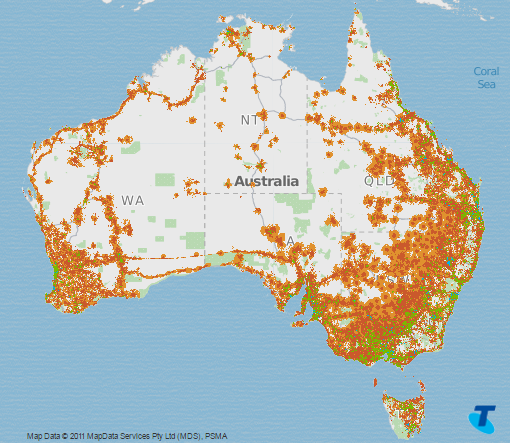 Coral
Sea
NT
Australia
QLD
WA
A
Map Data © 2011 MapData Services Pty Ltd (MDS), PSMA
T